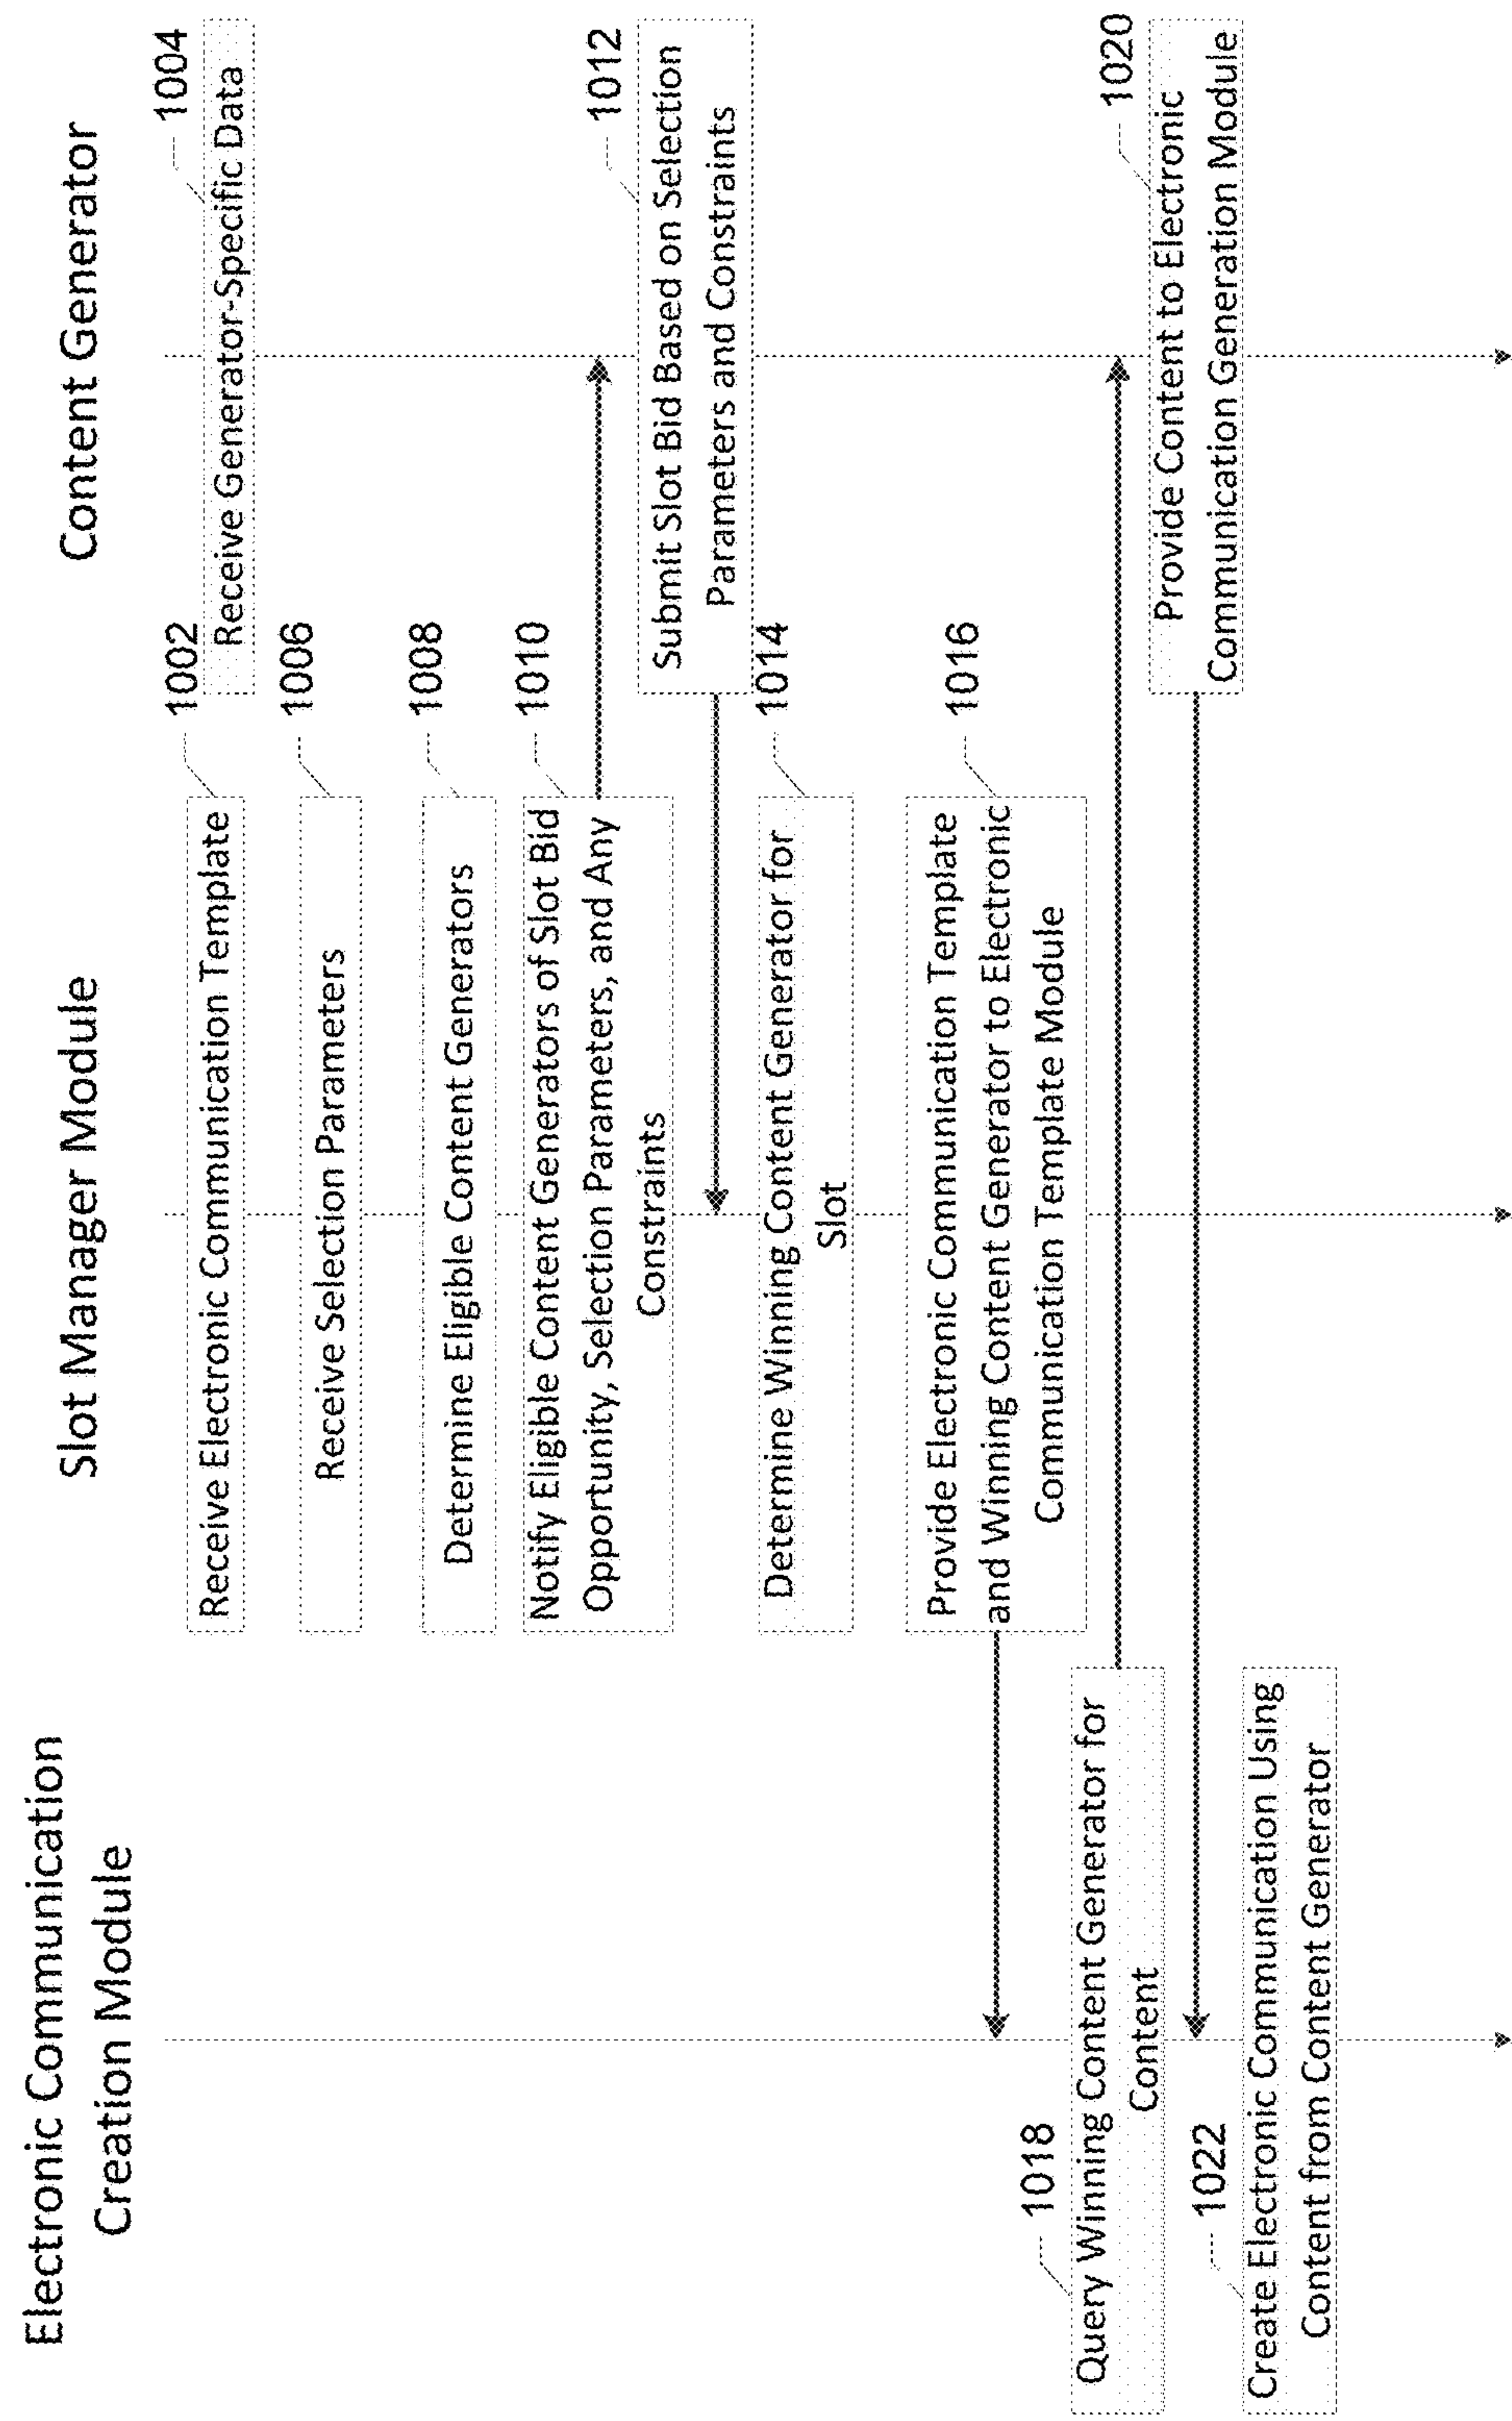 Electronic Communication
Creation Module
Slot Manager Module
Content Generator
1002
Receive Electronic Communication Template
1004
Receive Generator-Specific Data
1006
Receive Selection Parameters
1008
Determine Eligible Content Generators
1010
Notify Eligible Content Generators of Slot Bid
Opportunity, Selection Parameters, and Any
Constraints
1012
Submit Slot Bid Based on Selection
Parameters and Constraints
1014
Determine Winning Content Generator for
Slot
1016
Provide Electronic Communication Template
and Winning Content Generator to Electronic
Communication Template Module
1018
Query Winning Content Generator for
Content
1020
Provide Content to Electronic
Communication Generation Module
1022
Create Electronic Communication Using
Content from Content Generator